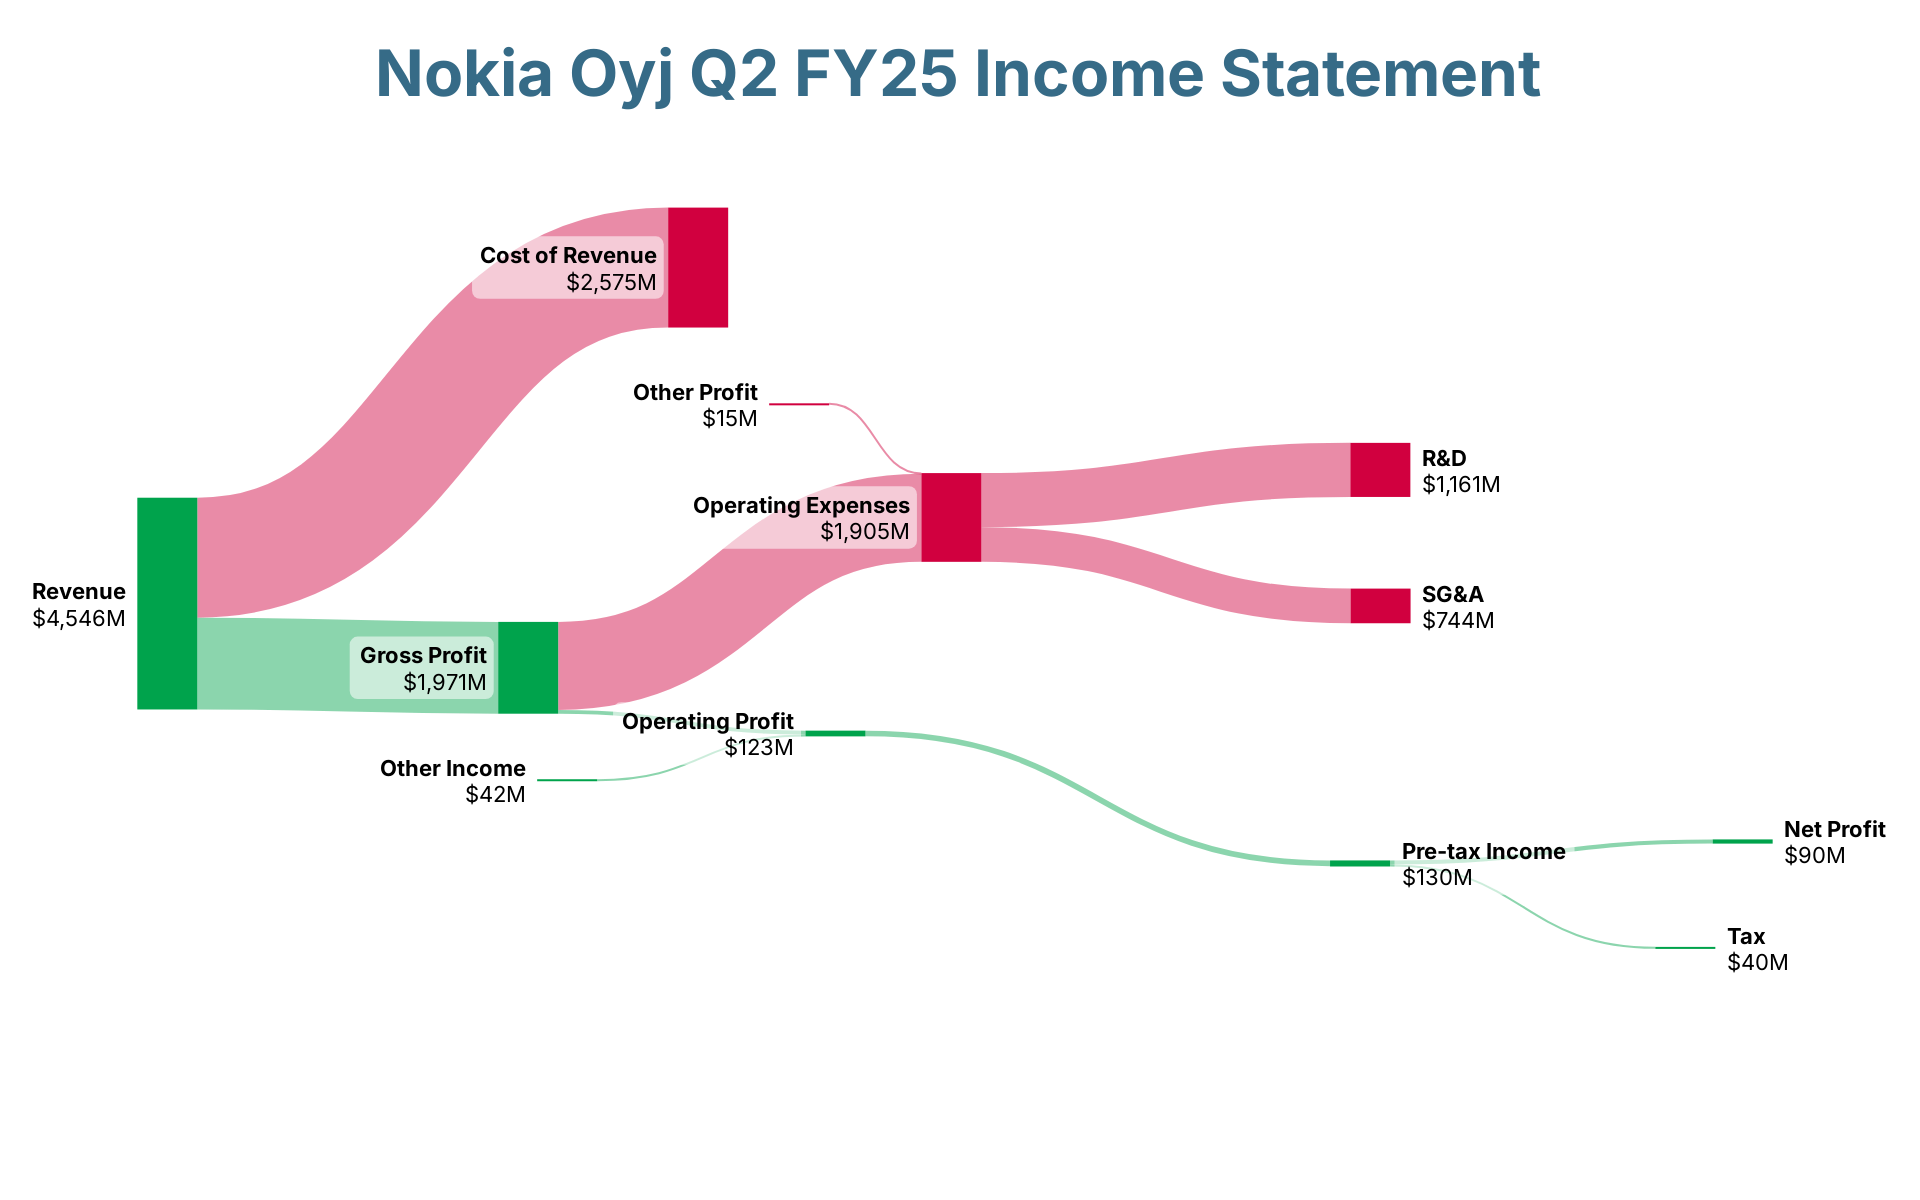 Nokia Oyj Q2 FY25 Income Statement
Cost of Revenue
$2,575M
Other Profit
$15M
R&D
$1,161M
Operating Expenses
$1,905M
Revenue
$4,546M
SG&A
$744M
Gross Profit
$1,971M
Operating Profit
$123M
Other Income
$42M
Net Profit
$90M
Pre-tax Income
$130M
Tax
$40M